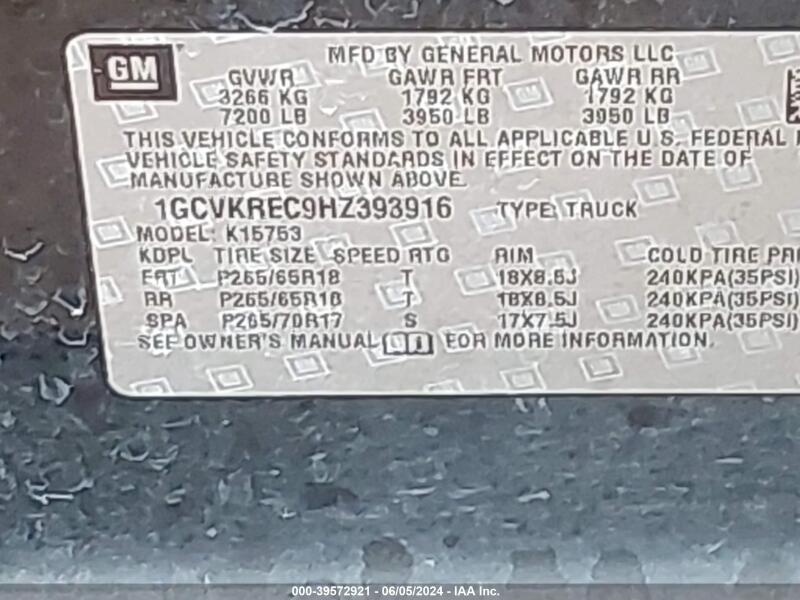 GM
MFD BY GENERAL MOTORS LLC
GVWR GAWR FRT GAWR RR
3266 KG 1792 KG 1792 KG
7200 LB 3950 LB 3950 LB
THIS VEHICLE CONFORMS TO ALL APPLICABLE U.S. FEDERAL
VEHICLE SAFETY STANDARDS IN EFFECT ON THE DATE OF
MANUFACTURE SHOWN ABOVE.
1GCVKREC9HZ393916 TYPE: TRUCK
MODEL: K15753
KDPL TIRE SIZE SPEED RTG RIM COLD TIRE
FRT P265/65R18 T 18X8.5J 240KPA(35PSI)
RR P265/65R18 T 18X8.5J 240KPA(35PSI)
SPA P265/70R17 S 17X7.5J 240KPA(35PSI)
SEE OWNER'S MANUAL FOR MORE INFORMATION.
000-39572921 - 06/05/2024 - IAA Inc.